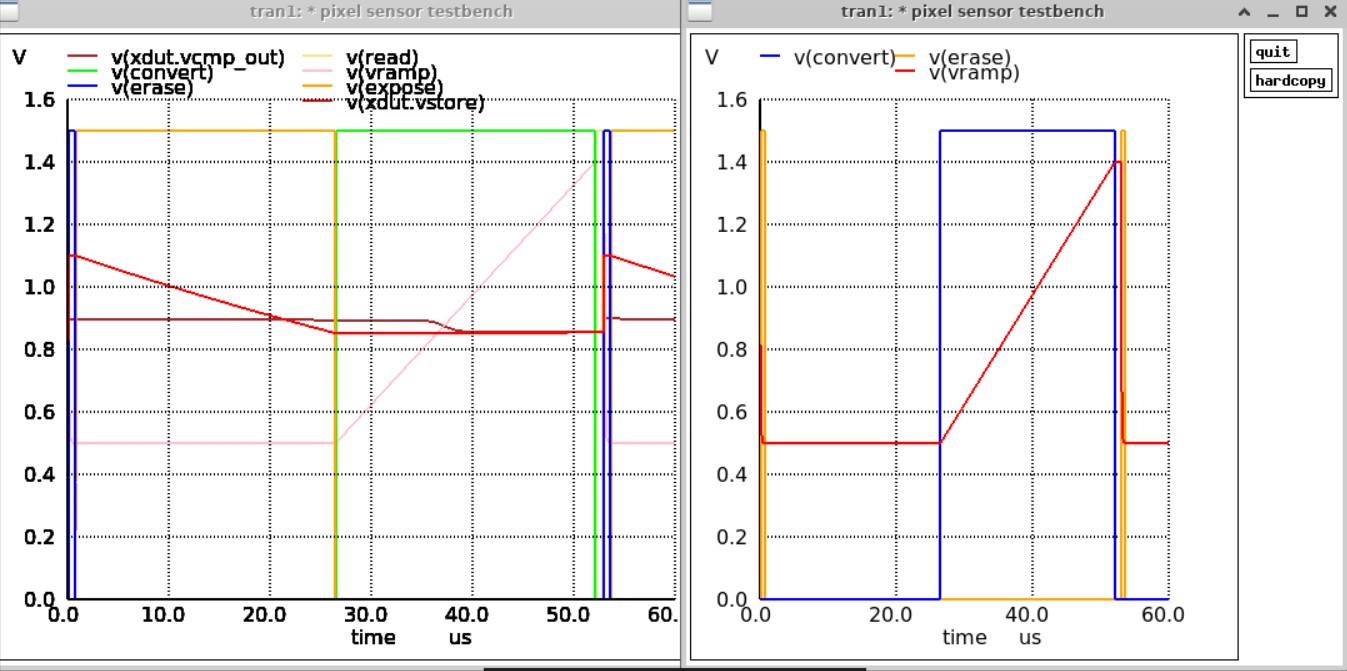 tran1: * pixel sensor testbench
V
v(xdut.vcmp_out) v(read)
v(convert) v(vramp)
v(erase) v(expose)
v(xdut.vstore)
1.6
1.4
1.2
1.0
0.8
0.6
0.4
0.2
0.0
0.0 10.0 20.0 30.0 40.0 50.0 60.
time us
tran1: * pixel sensor testbench
V
v(convert) v(erase)
v(vramp)
1.6
1.4
1.2
1.0
0.8
0.6
0.4
0.2
0.0
0.0 20.0 40.0 60.0
time us
quit
hardcopy